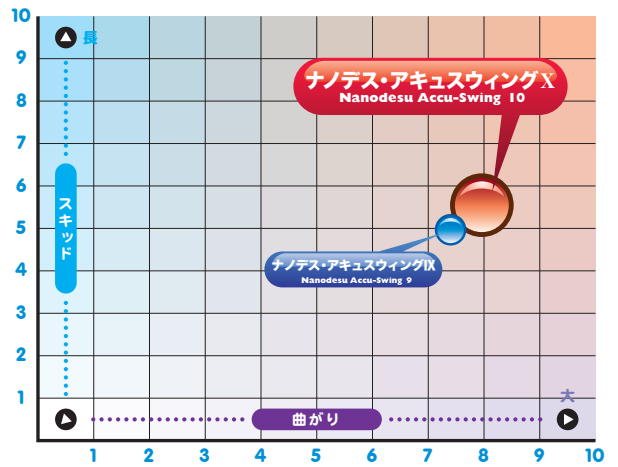 10
長
9
ナノデス・アキュスウィングX
Nanodesu Accu-Swing 10
8
7
6
スキッド
5
ナノデス・アキュスウィングIX
Nanodesu Accu-Swing 9
4
3
2
1
大
曲がり
1 2 3 4 5 6 7 8 9 10